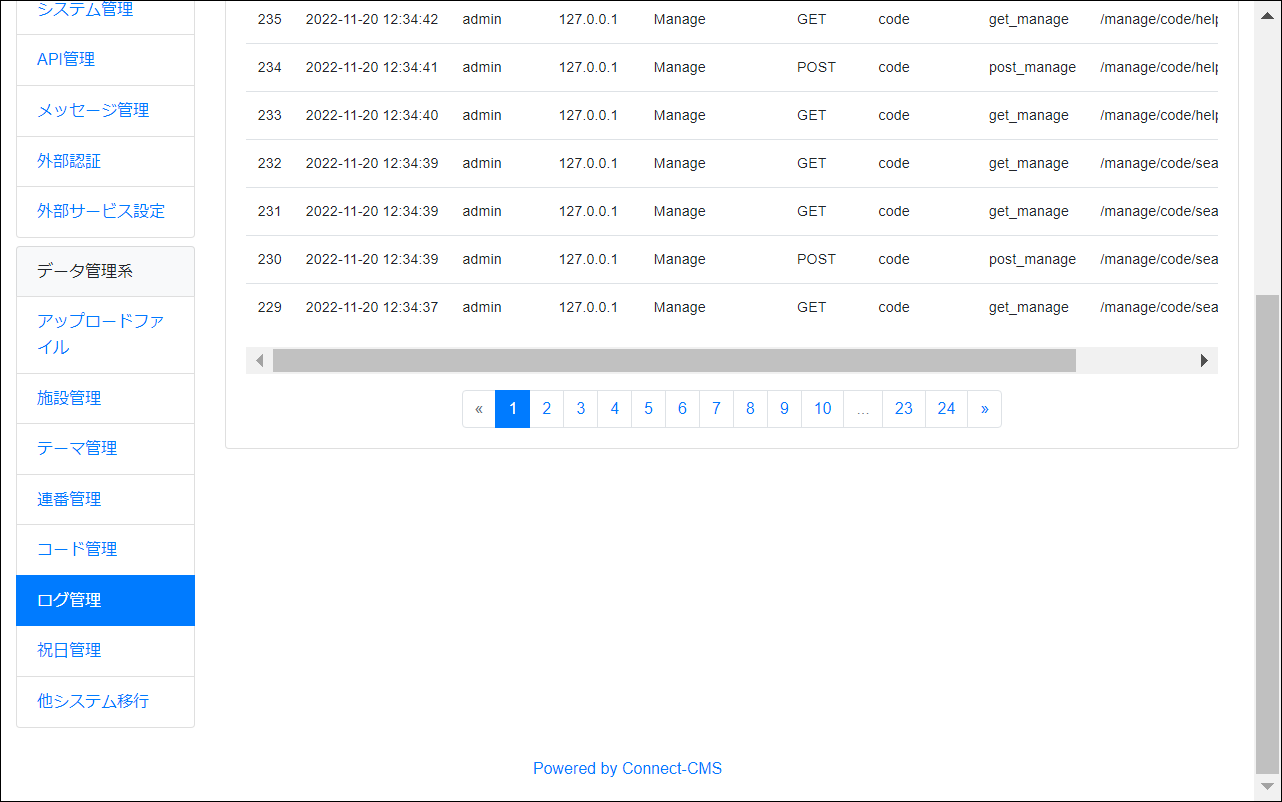 システム管理
API管理
メッセージ管理
外部認証
外部サービス設定
データ管理系
アップロードファ
イル
施設管理
テーマ管理
連番管理
コード管理
ログ管理
祝日管理
他システム移行
235 2022-11-20 12:34:42 admin 127.0.0.1 Manage GET code get_manage /manage/code/help
234 2022-11-20 12:34:41 admin 127.0.0.1 Manage POST code post_manage /manage/code/help
233 2022-11-20 12:34:40 admin 127.0.0.1 Manage GET code get_manage /manage/code/help
232 2022-11-20 12:34:39 admin 127.0.0.1 Manage GET code get_manage /manage/code/sea
231 2022-11-20 12:34:39 admin 127.0.0.1 Manage GET code get_manage /manage/code/sea
230 2022-11-20 12:34:39 admin 127.0.0.1 Manage POST code post_manage /manage/code/sea
229 2022-11-20 12:34:37 admin 127.0.0.1 Manage GET code get_manage /manage/code/sea
« 1 2 3 4 5 6 7 8 9 10 ... 23 24 »
Powered by Connect-CMS